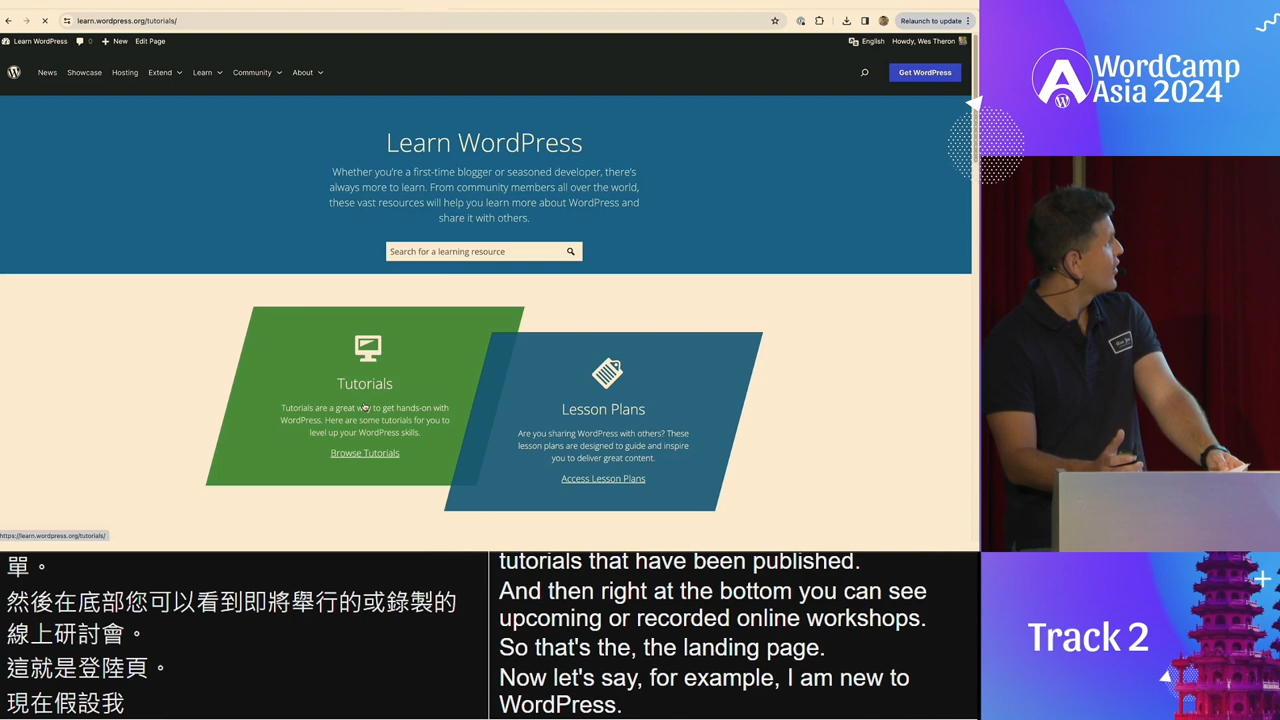 learn.wordpress.org/tutorials/
Relaunch to update
Learn WordPress
0
New
Edit Page
English
Howdy, Wes Theron
News
Showcase
Hosting
Extend
Learn
Community
About
Get WordPress
Learn WordPress
Whether you're a first-time blogger or seasoned developer, there's
always more to learn. From community members all over the world,
these vast resources will help you learn more about WordPress and
share it with others.
Search for a learning resource
Tutorials
Tutorials are a great way to get hands-on with
WordPress. Here are some tutorials for you to
level up your WordPress skills.
Browse Tutorials
Lesson Plans
Are you sharing WordPress with others? These
lesson plans are designed to guide and inspire
you to deliver great content.
Access Lesson Plans
https://learn.wordpress.org/tutorials/
WordCamp
Asia 2024
單。
然後在底部您可以看到即將舉行的或錄製的
線上研討會。
這就是登陸頁。
現在假設我
tutorials that have been published.
And then right at the bottom you can see
upcoming or recorded online workshops.
So that's the, the landing page.
Now let's say, for example, I am new to
WordPress.
Track 2